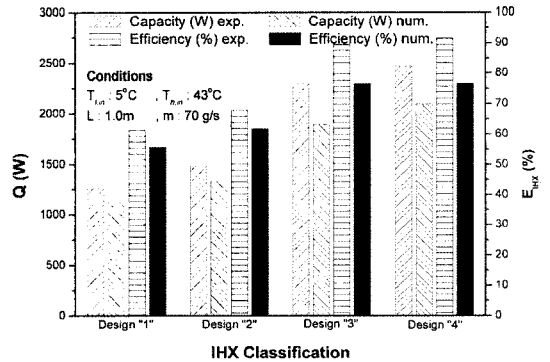 Capacity (W) exp.
Capacity (W) num.
Efficiency (%) exp.
Efficiency (%) num.
Conditions
T_l,in : 5°C , T_h,in : 43°C
L : 1.0m , m : 70 g/s
Q (W)
3000
2500
2000
1500
1000
500
0
E_IHX (%)
100
90
80
70
60
50
40
30
20
10
0
Design "1" Design "2" Design "3" Design "4"
IHX Classification